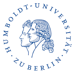 HUMBOLDT-UNIVERSITÄT
· ZU BERLIN ·